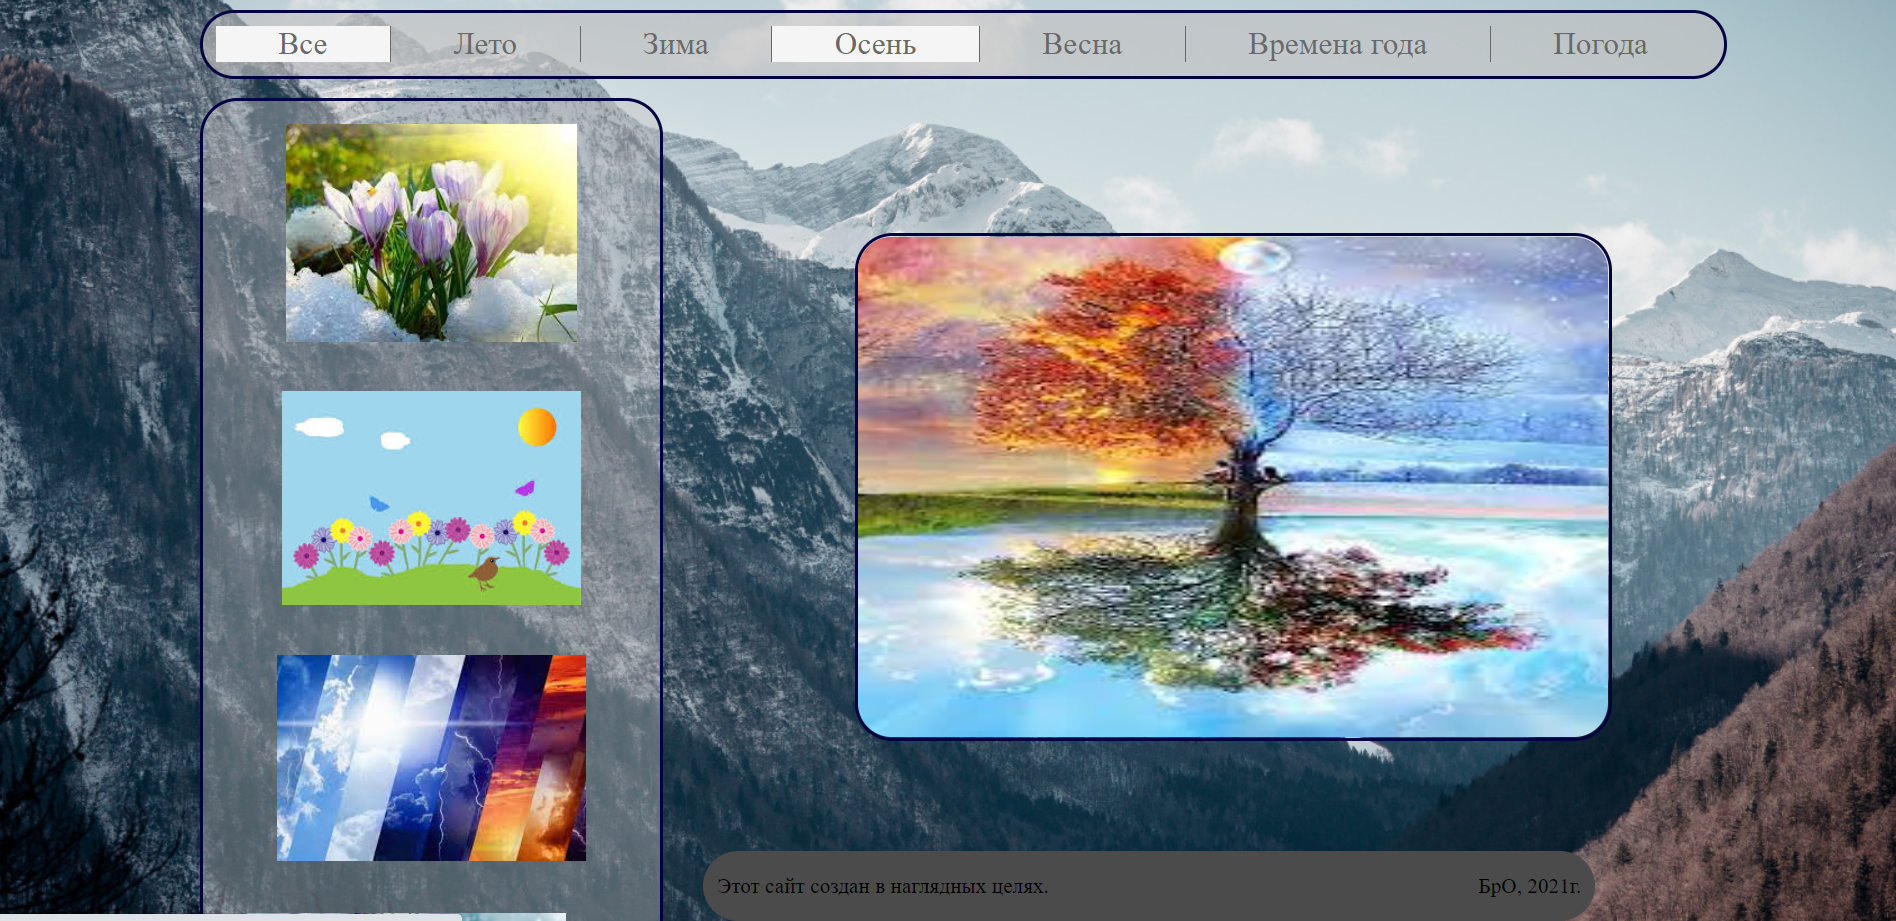 Все Лето Зима Осень Весна Времена года Погода
Этот сайт создан в наглядных целях. БрО, 2021г.